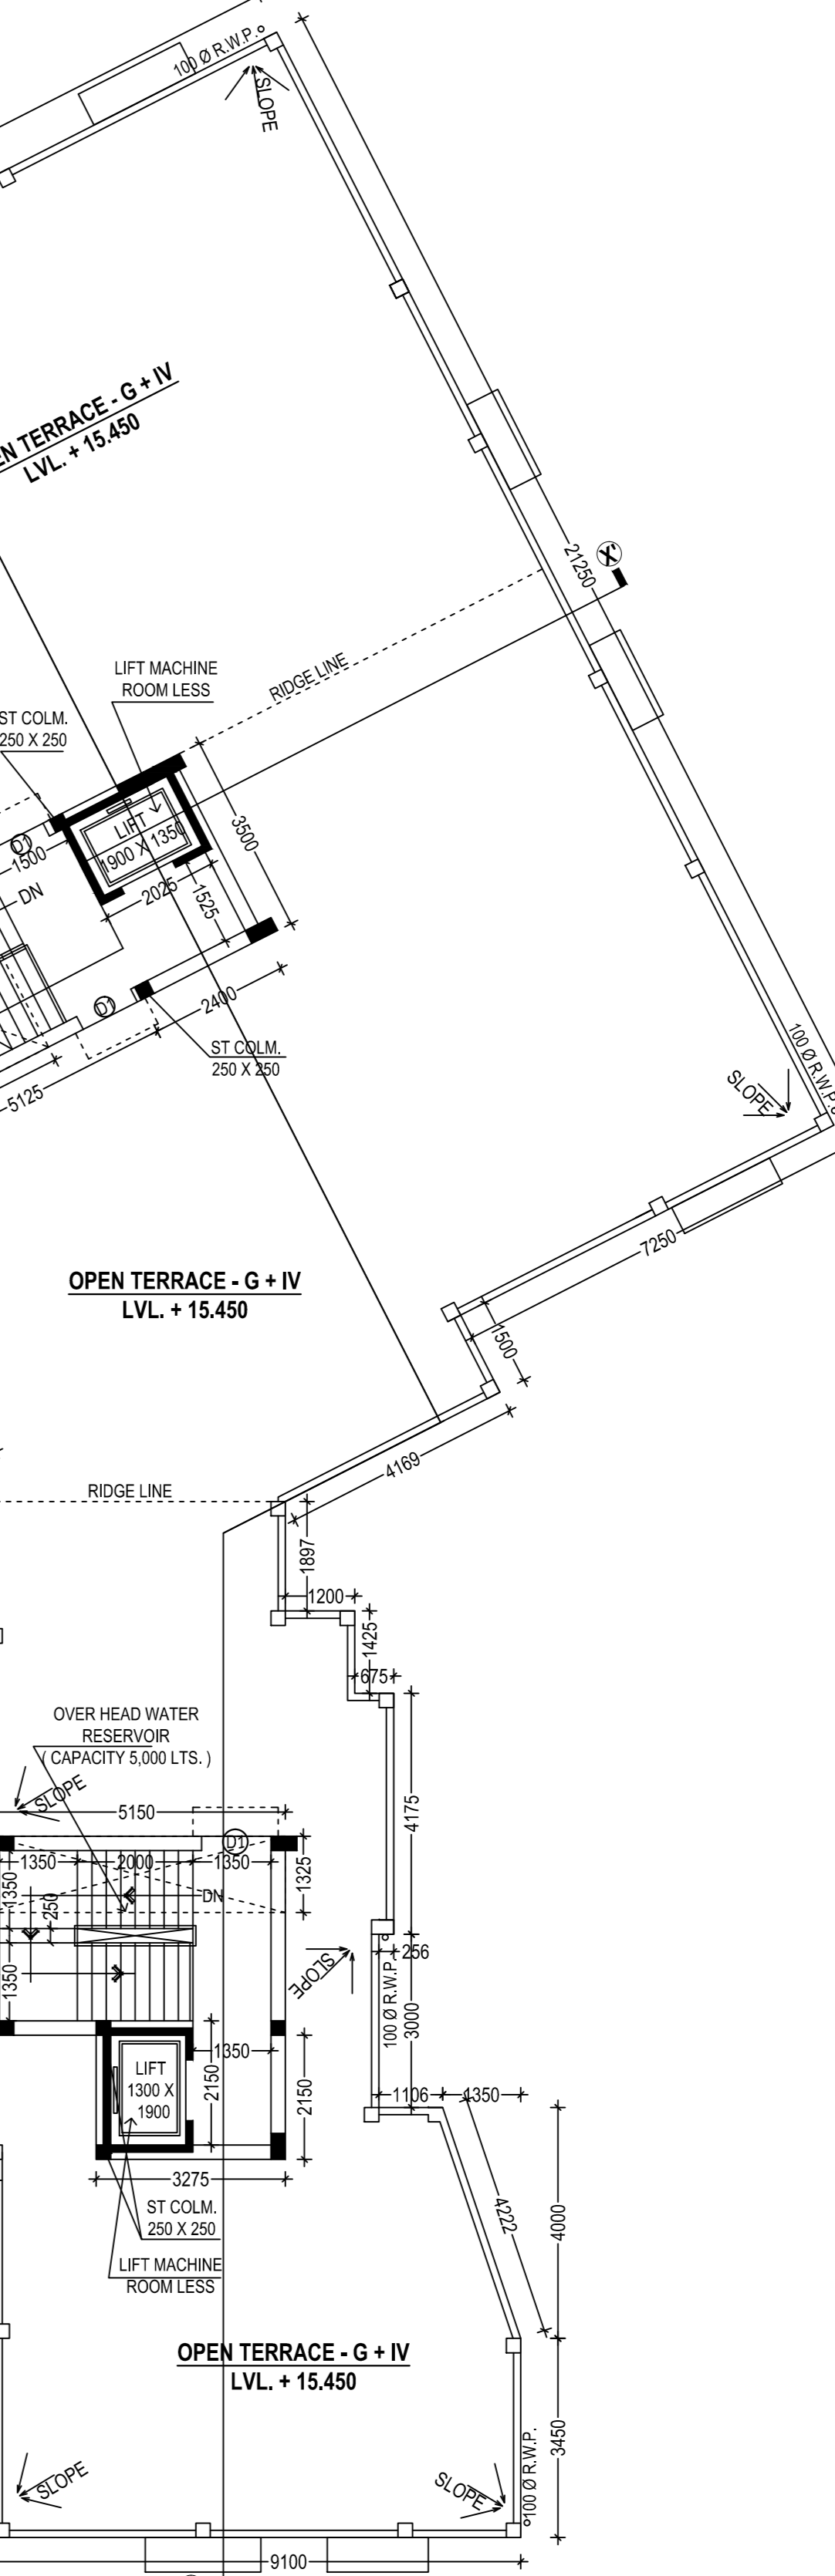 100 Ø R.W.P.
SLOPE
EN TERRACE - G + IV
LVL. + 15.450
X'
21250
RIDGE LINE
LIFT MACHINE
ROOM LESS
ST COLM.
250 X 250
D1
1500
LIFT
1900 X 1350
3500
DN
2025
1525
D1
2400
ST COLM.
250 X 250
5125
100 Ø R.W.P.
SLOPE
7250
1500
OPEN TERRACE - G + IV
LVL. + 15.450
4169
RIDGE LINE
1897
1200
1425
675
OVER HEAD WATER
RESERVOIR
( CAPACITY 5,000 LTS. )
SLOPE
5150
4175
D1
1350
2000
1350
1325
1350
250
DN
1350
SLOPE
256
100 Ø R.W.P.
3000
1350
LIFT
1300 X
1900
2150
2150
1106
1350
3275
4222
4000
ST COLM.
250 X 250
LIFT MACHINE
ROOM LESS
OPEN TERRACE - G + IV
LVL. + 15.450
3450
SLOPE
SLOPE
100 Ø R.W.P.
9100